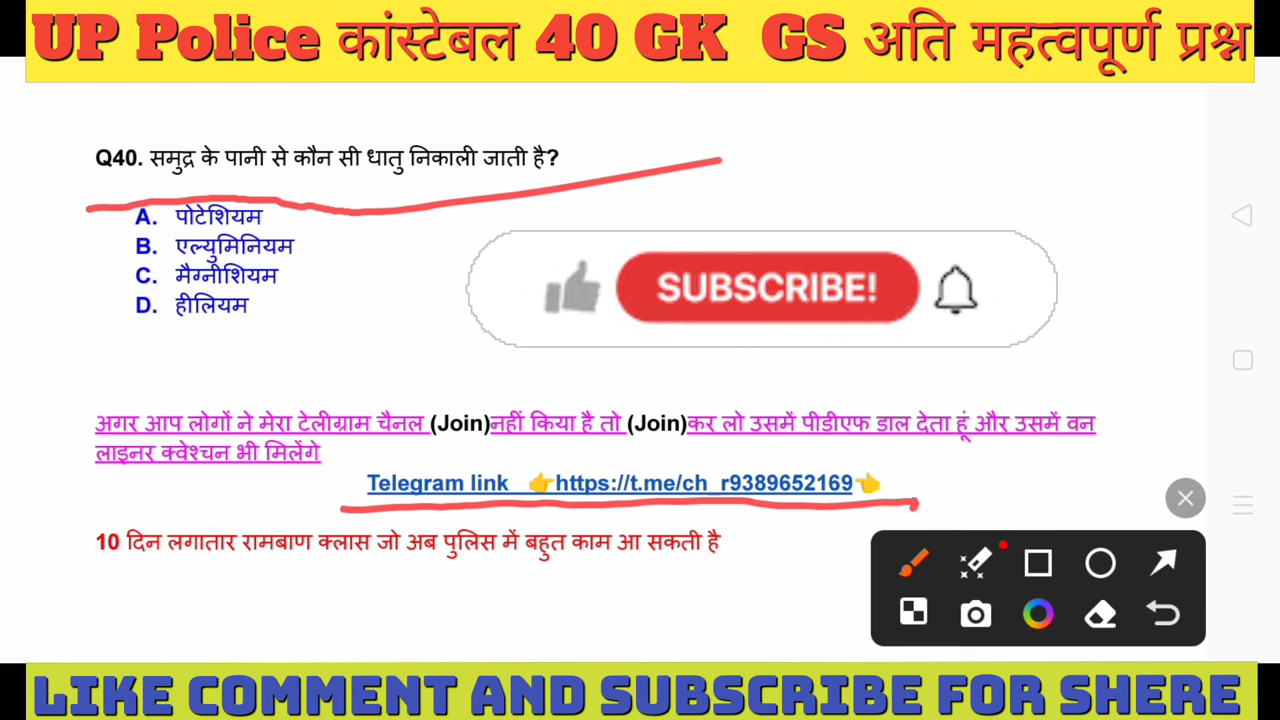 UP Police कांस्टेबल 40 GK GS अति महत्वपूर्ण प्रश्न
Q40. समुद्र के पानी से कौन सी धातु निकाली जाती है?
A. पोटेशियम
B. एल्युमिनियम
C. मैग्नीशियम
D. हीलियम
SUBSCRIBE!
अगर आप लोगों ने मेरा टेलीग्राम चैनल (Join)नहीं किया है तो (Join)कर लो उसमें पीडीएफ डाल देता हूं और उसमें वन
लाइनर क्वेश्चन भी मिलेंगे
Telegram link 👉https://t.me/ch_r9389652169👈
10 दिन लगातार रामबाण क्लास जो अब पुलिस में बहुत काम आ सकती है
LIKE COMMENT AND SUBSCRIBE FOR SHERE